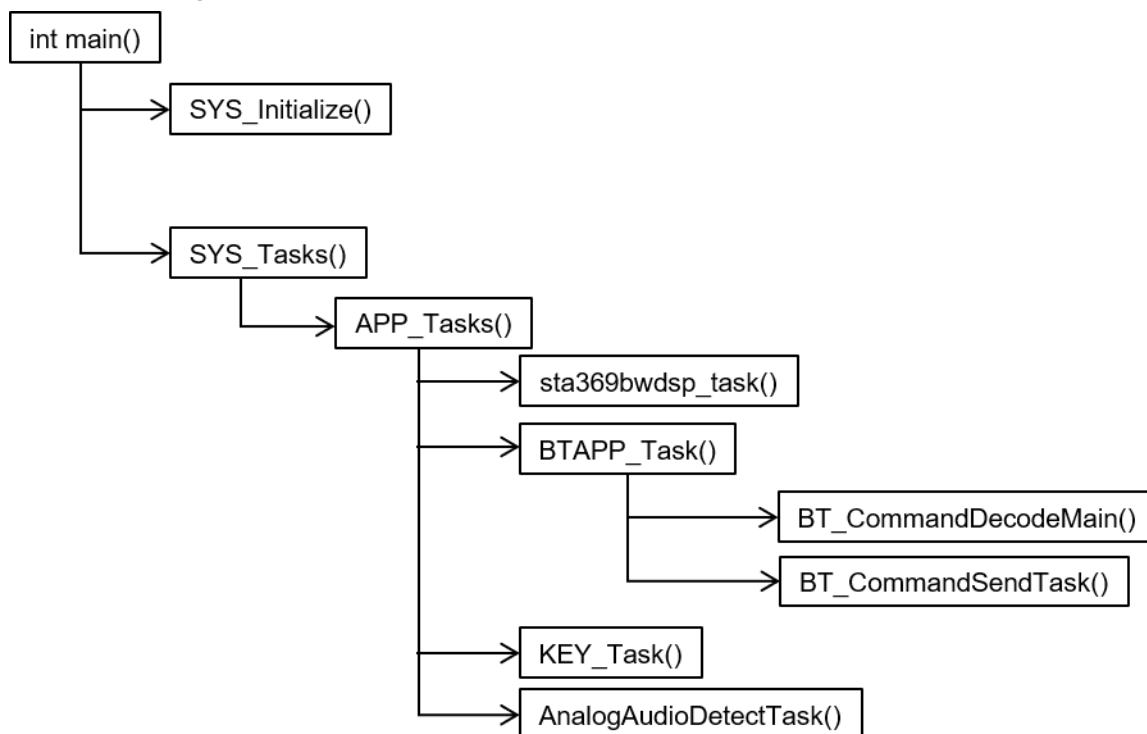 int main()
SYS_Initialize()
SYS_Tasks()
APP_Tasks()
sta369bwdsp_task()
BTAPP_Task()
BT_CommandDecodeMain()
BT_CommandSendTask()
KEY_Task()
AnalogAudioDetectTask()